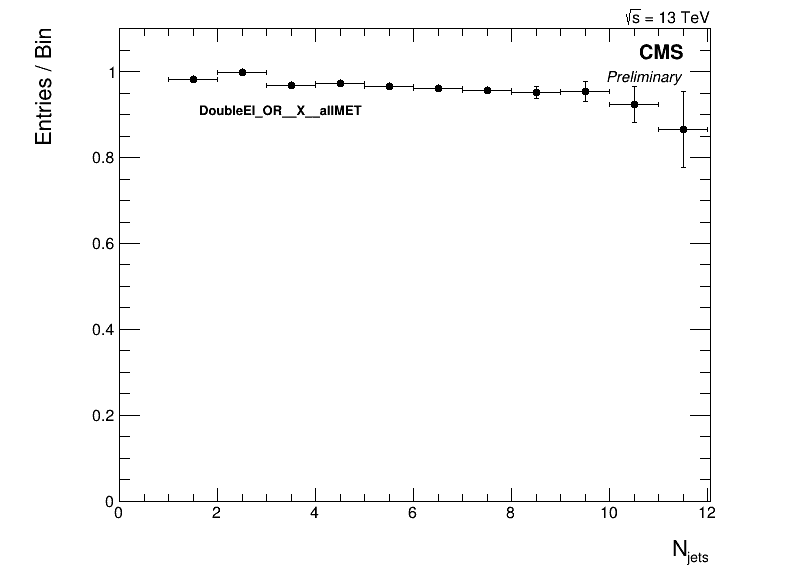 √s = 13 TeV
CMS
Preliminary
Entries / Bin
DoubleEl_OR__X__allMET
1
0.8
0.6
0.4
0.2
0
0 2 4 6 8 10 12
Njets